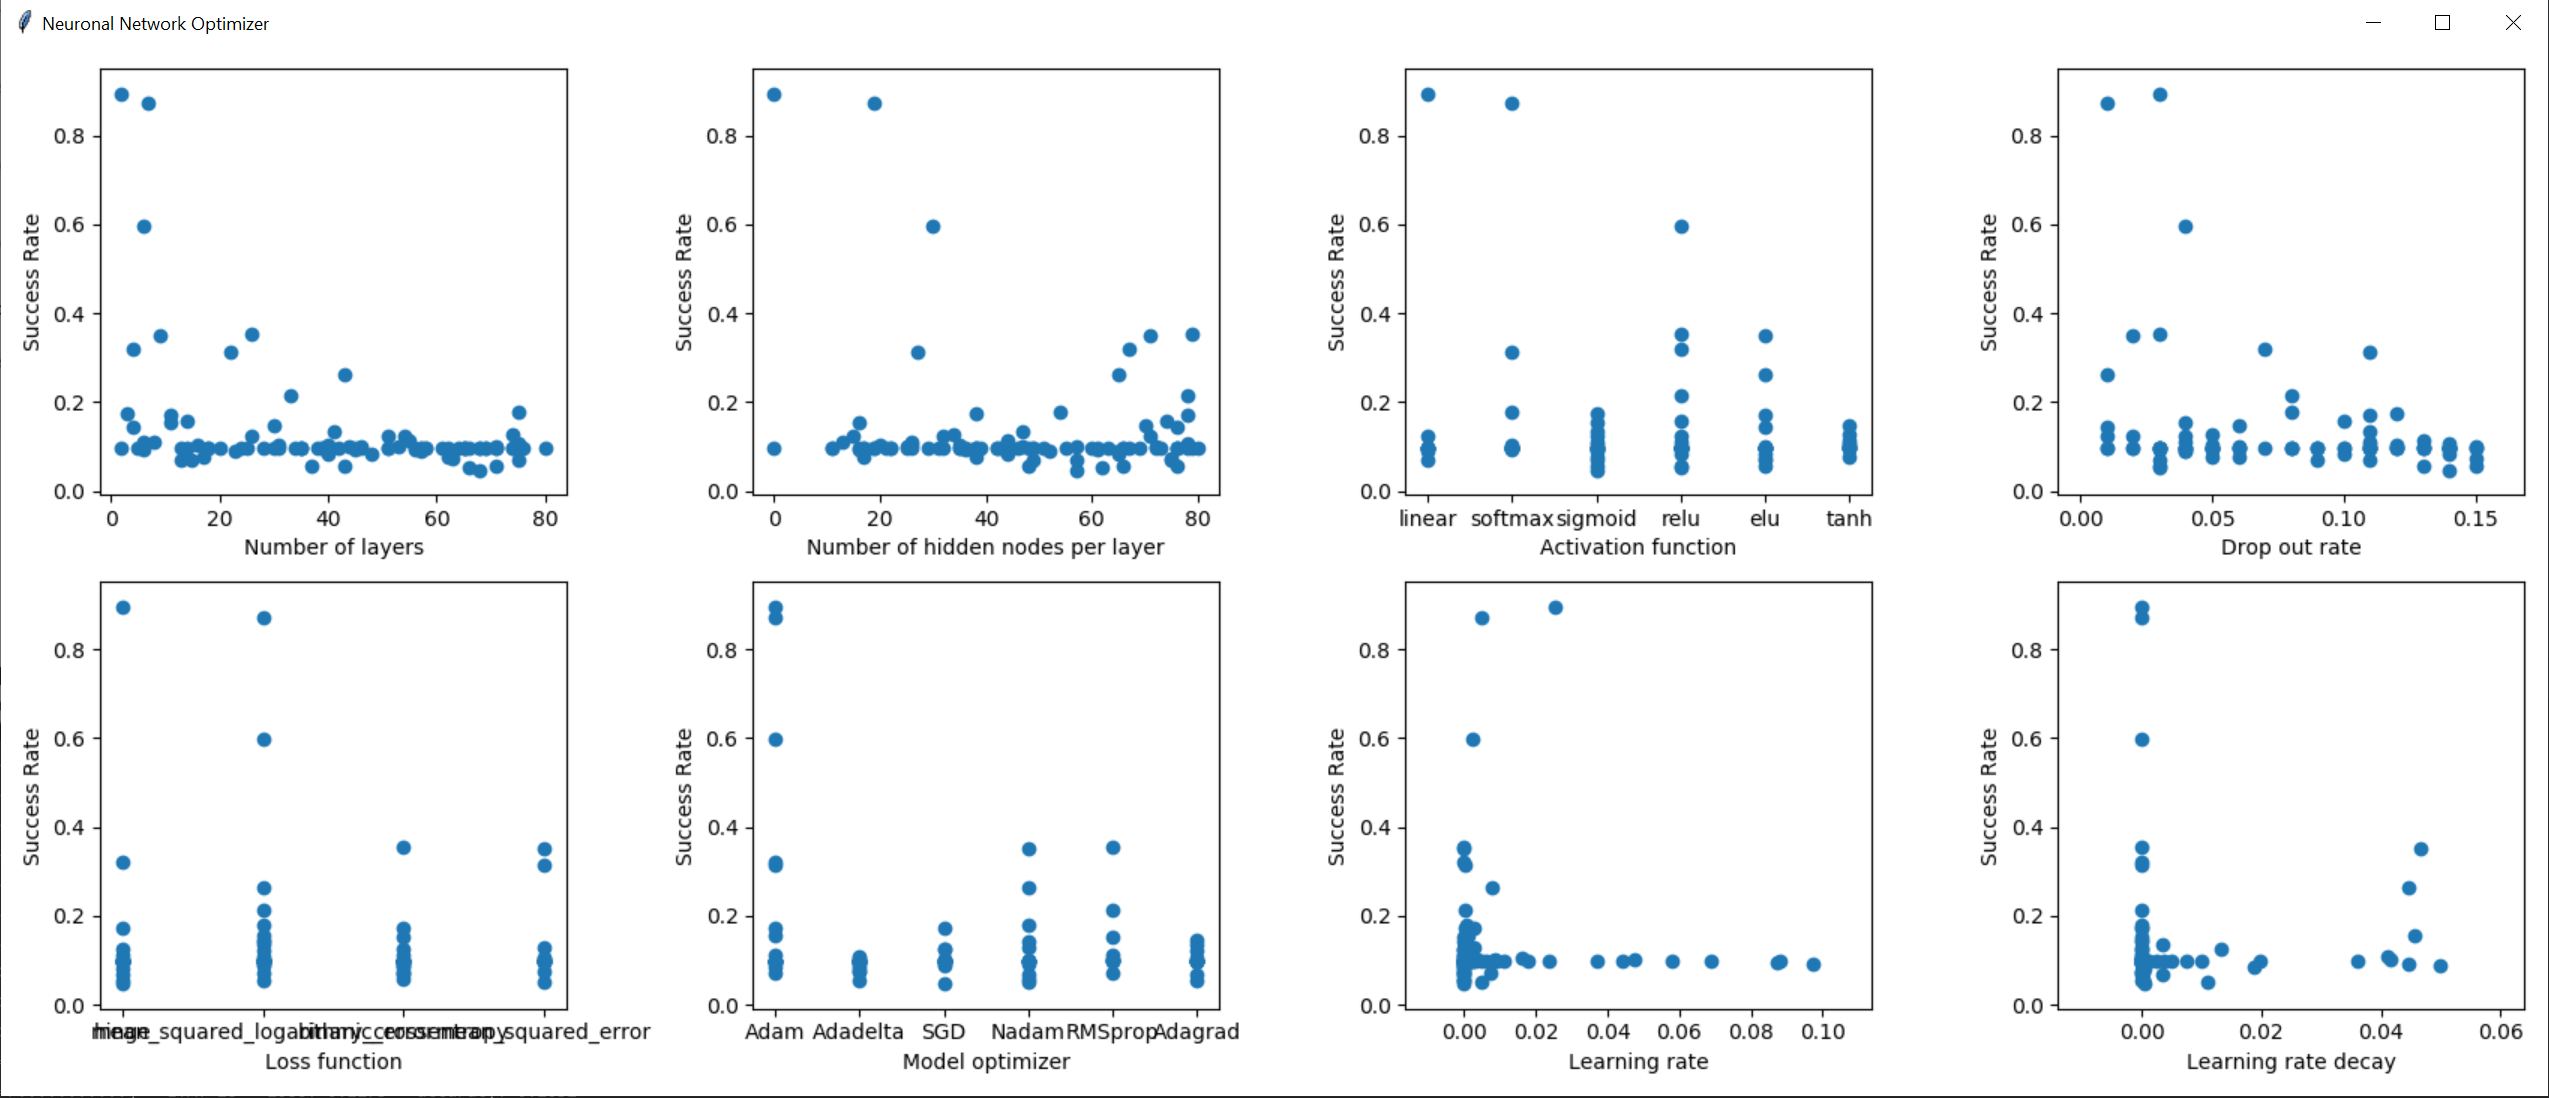 Neuronal Network Optimizer
Success Rate
0.8
0.6
0.4
0.2
0.0
0 20 40 60 80
Number of layers
Success Rate
0.8
0.6
0.4
0.2
0.0
0 20 40 60 80
Number of hidden nodes per layer
Success Rate
0.8
0.6
0.4
0.2
0.0
linear softmax sigmoid relu elu tanh
Activation function
Success Rate
0.8
0.6
0.4
0.2
0.0
0.00 0.05 0.10 0.15
Drop out rate
Success Rate
0.8
0.6
0.4
0.2
0.0
hinge mean_squared_logarithmic_error binary_crossentropy mean_squared_error
Loss function
Success Rate
0.8
0.6
0.4
0.2
0.0
Adam Adadelta SGD Nadam RMSprop Adagrad
Model optimizer
Success Rate
0.8
0.6
0.4
0.2
0.0
0.00 0.02 0.04 0.06 0.08 0.10
Learning rate
Success Rate
0.8
0.6
0.4
0.2
0.0
0.00 0.02 0.04 0.06
Learning rate decay